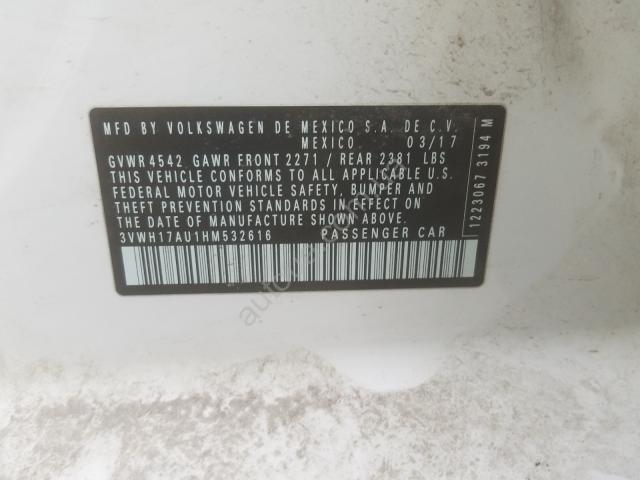 MFD BY VOLKSWAGEN DE MEXICO S.A. DE C.V.
MEXICO 03/17
GVWR 4542 GAWR FRONT 2271 / REAR 2381 LBS
THIS VEHICLE CONFORMS TO ALL APPLICABLE U.S.
FEDERAL MOTOR VEHICLE SAFETY, BUMPER AND
THEFT PREVENTION STANDARDS IN EFFECT ON
THE DATE OF MANUFACTURE SHOWN ABOVE.
3VWH17AU1HM532616 PASSENGER CAR
1223067 3194 M